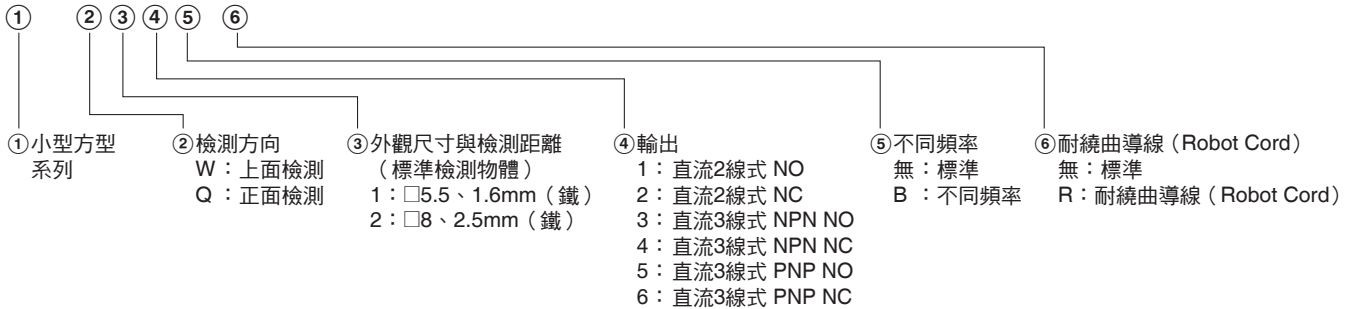 ① ② ③ ④ ⑤ ⑥
①小型方型
系列
②檢測方向
W：上面檢測
Q：正面檢測
③外觀尺寸與檢測距離
（標準檢測物體）
1：□5.5、1.6mm（鐵）
2：□8、2.5mm（鐵）
④輸出
1：直流2線式 NO
2：直流2線式 NC
3：直流3線式 NPN NO
4：直流3線式 NPN NC
5：直流3線式 PNP NO
6：直流3線式 PNP NC
⑤不同頻率
無：標準
B：不同頻率
⑥耐繞曲導線（Robot Cord）
無：標準
R：耐繞曲導線（Robot Cord）